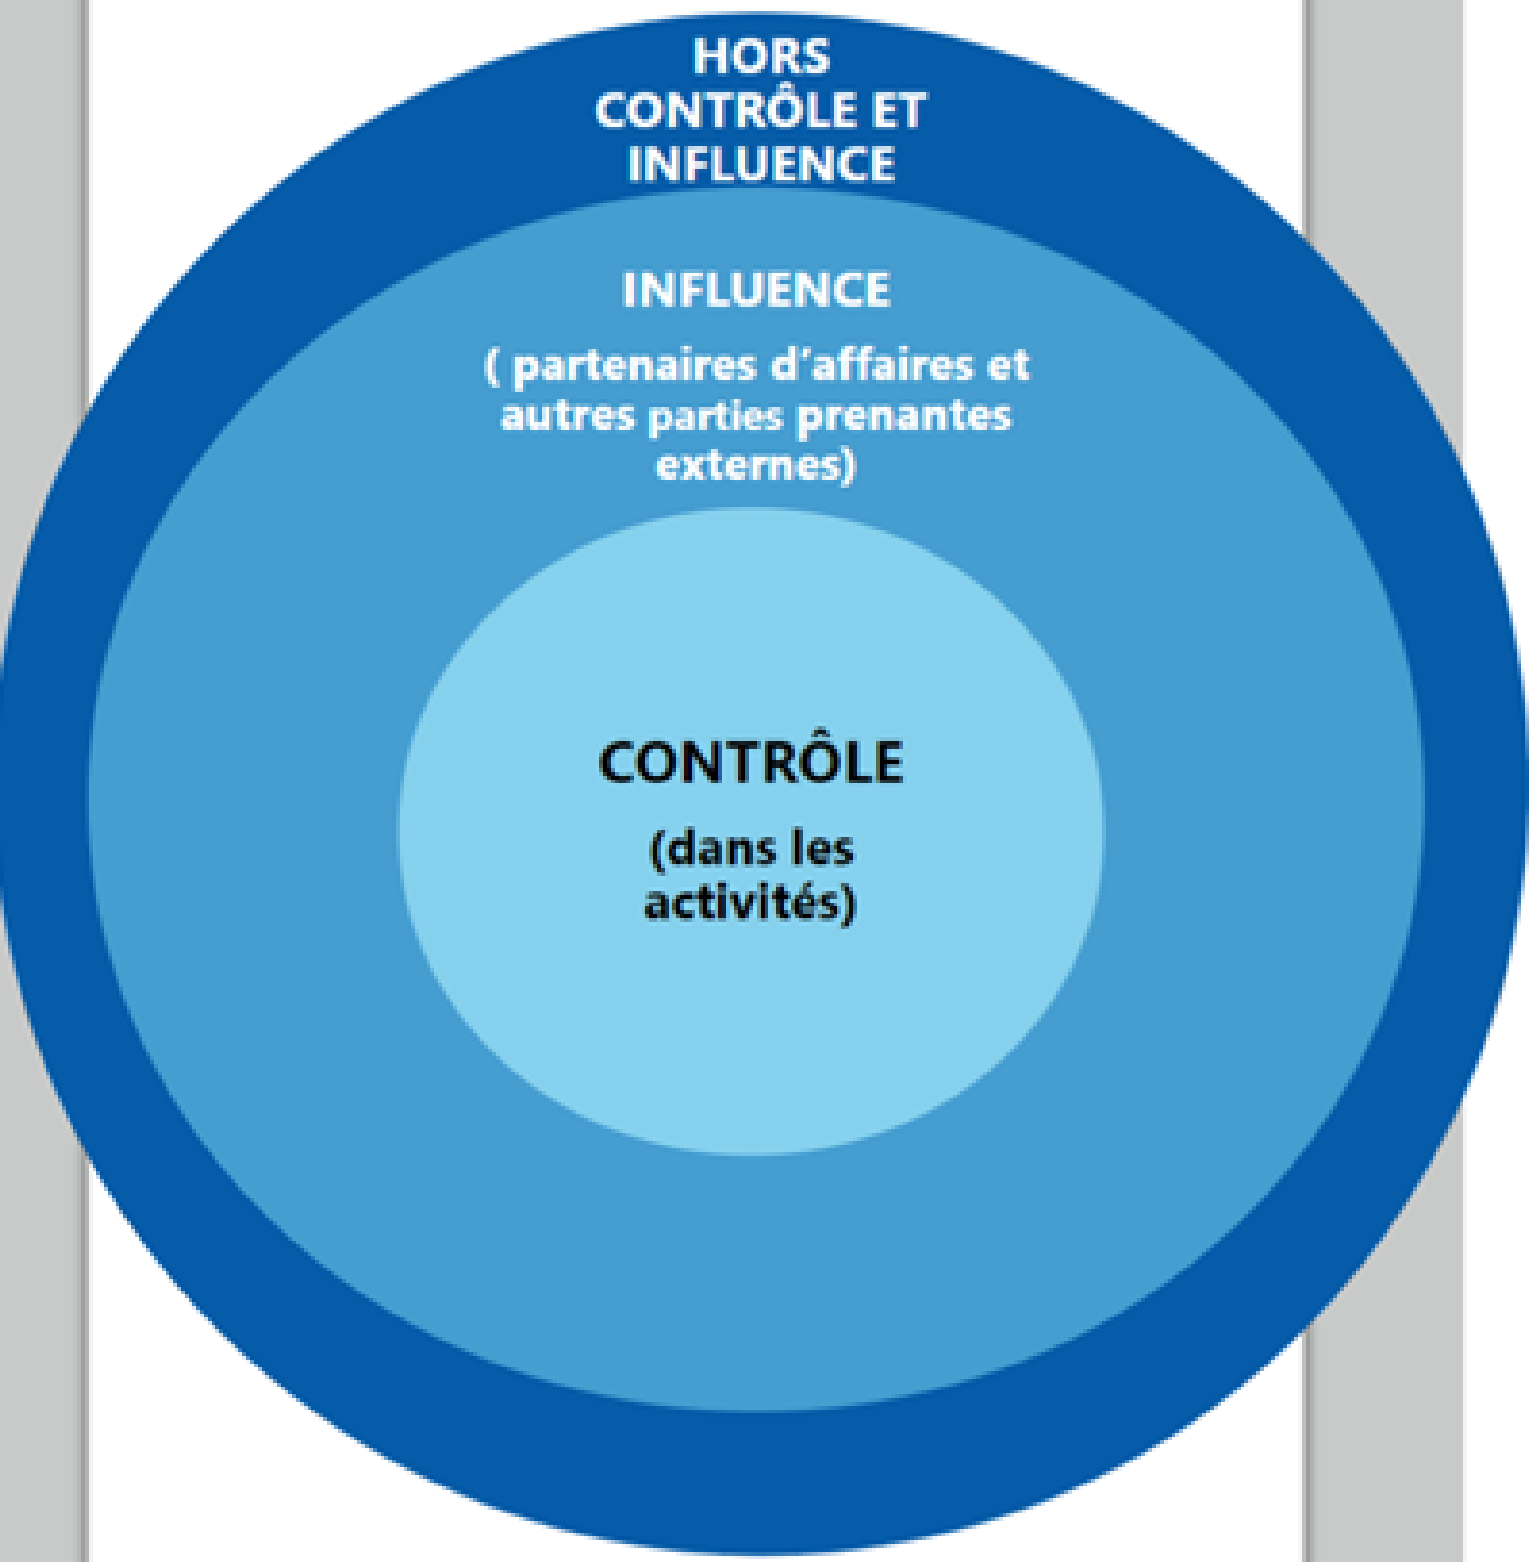 HORS
CONTRÔLE ET
INFLUENCE
INFLUENCE
( partenaires d'affaires et
autres parties prenantes
externes)
CONTRÔLE
(dans les
activités)